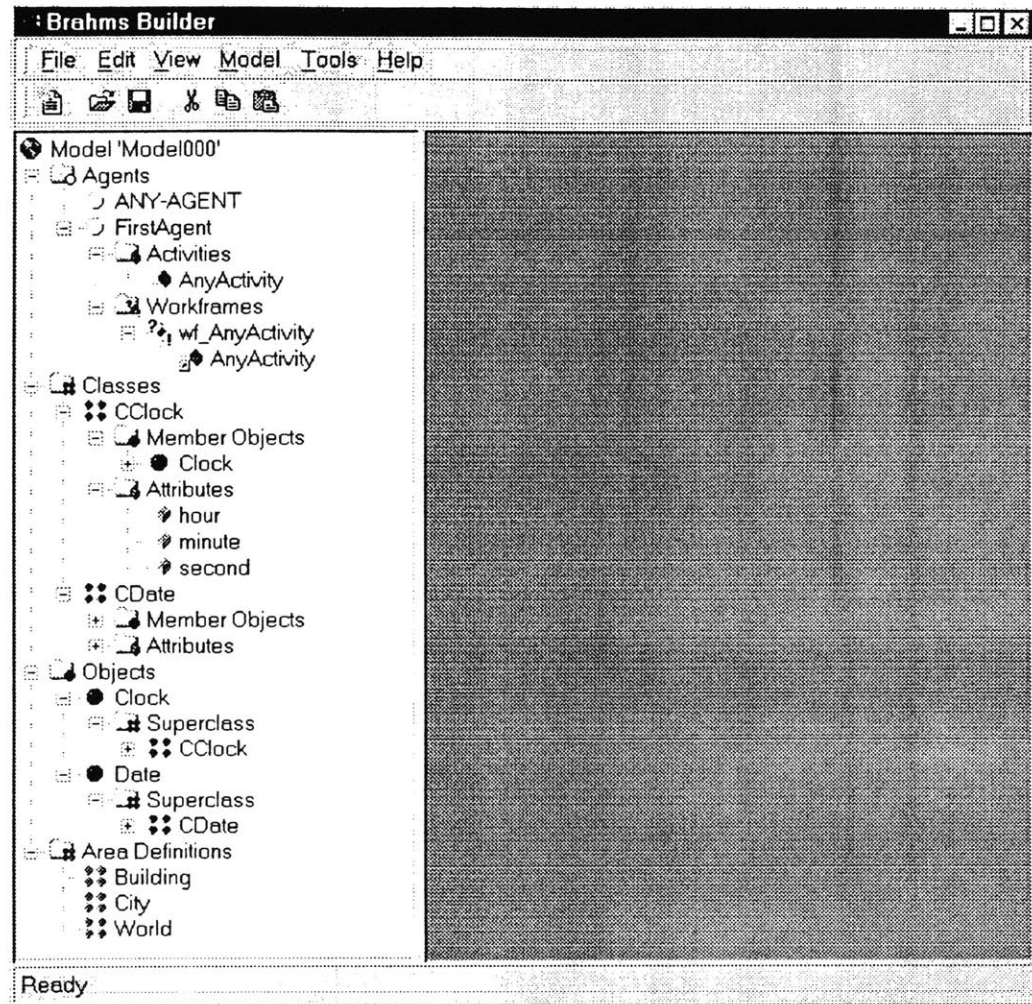 Brahms Builder
File Edit View Model Tools Help
Model 'Model000'
Agents
ANY-AGENT
FirstAgent
Activities
AnyActivity
Workframes
wf_AnyActivity
AnyActivity
Classes
CClock
Member Objects
Clock
Attributes
hour
minute
second
CDate
Member Objects
Attributes
Objects
Clock
Superclass
CClock
Date
Superclass
CDate
Area Definitions
Building
City
World
Ready